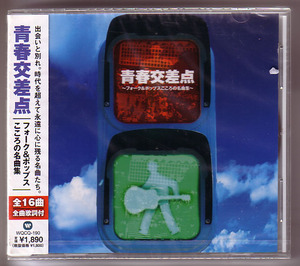 出会いと別れ。時代を超えて永遠に心に残る名曲たち。
青春交差点
フォーク&ポップス
こころの名曲集
全16曲
全曲歌詞付
WQCQ-190
¥1,890
青春交差点
〜フォーク&ポップスこころの名曲集〜